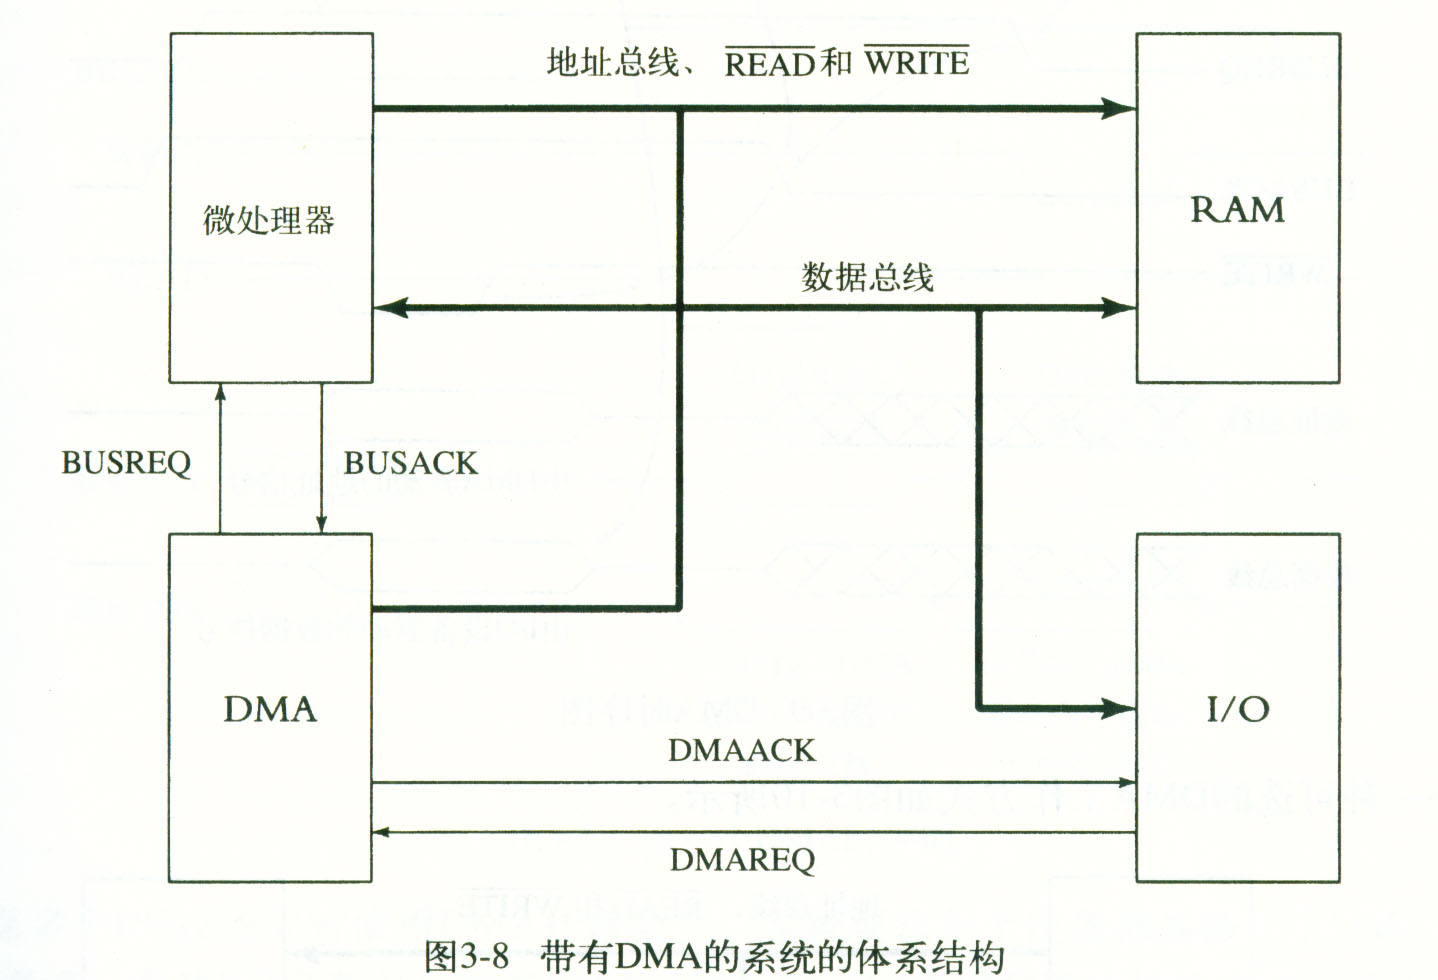 地址总线、 READ和 WRITE
微处理器
RAM
数据总线
BUSREQ
BUSACK
DMA
I/O
DMAACK
DMAREQ
图3-8 带有DMA的系统的体系结构